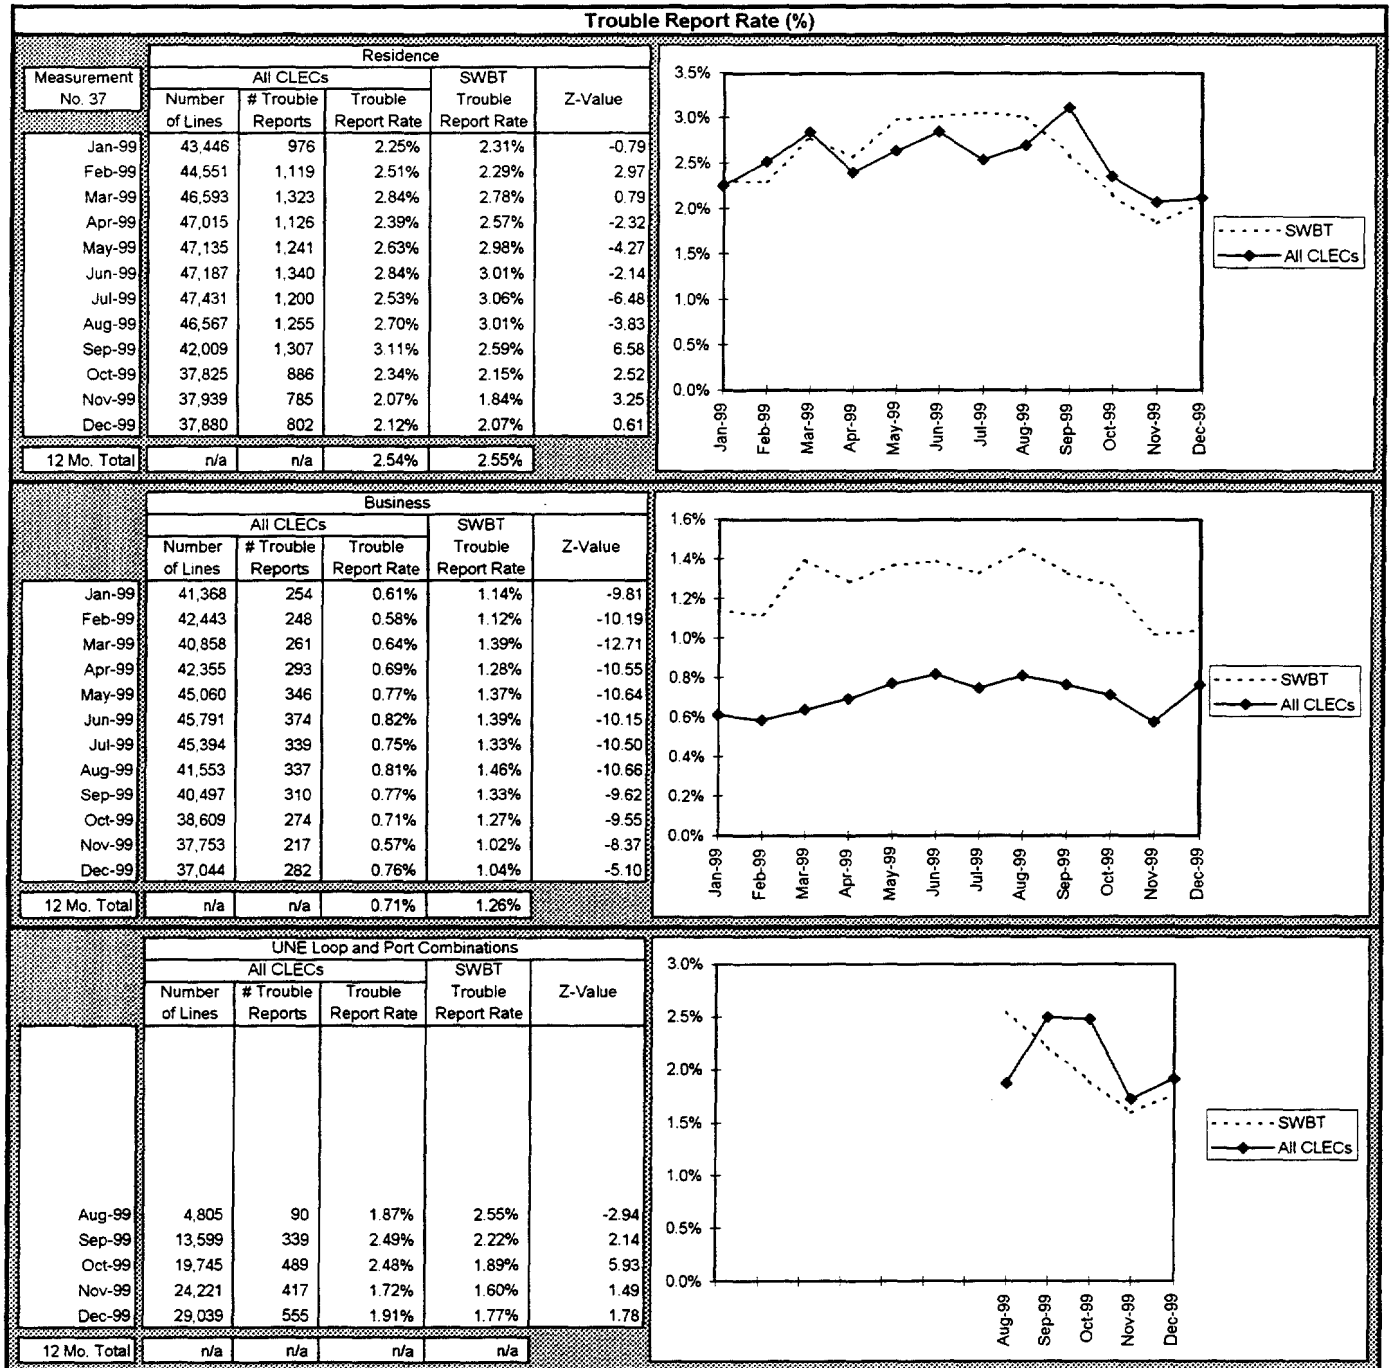 Trouble Report Rate (%)
Measurement No. 37
Residence
All CLECs SWBT
Number of Lines # Trouble Reports Trouble Report Rate Trouble Report Rate Z-Value
Jan-99 43,446 976 2.25% 2.31% -0.79
Feb-99 44,551 1,119 2.51% 2.29% 2.97
Mar-99 46,593 1,323 2.84% 2.78% 0.79
Apr-99 47,015 1,126 2.39% 2.57% -2.32
May-99 47,135 1,241 2.63% 2.98% -4.27
Jun-99 47,187 1,340 2.84% 3.01% -2.14
Jul-99 47,431 1,200 2.53% 3.06% -6.48
Aug-99 46,567 1,255 2.70% 3.01% -3.83
Sep-99 42,009 1,307 3.11% 2.59% 6.58
Oct-99 37,825 886 2.34% 2.15% 2.52
Nov-99 37,939 785 2.07% 1.84% 3.25
Dec-99 37,880 802 2.12% 2.07% 0.61
12 Mo. Total n/a n/a 2.54% 2.55%
3.5%
3.0%
2.5%
2.0%
1.5%
1.0%
0.5%
0.0%
Jan-99 Feb-99 Mar-99 Apr-99 May-99 Jun-99 Jul-99 Aug-99 Sep-99 Oct-99 Nov-99 Dec-99
SWBT
All CLECs
Business
All CLECs SWBT
Number of Lines # Trouble Reports Trouble Report Rate Trouble Report Rate Z-Value
Jan-99 41,368 254 0.61% 1.14% -9.81
Feb-99 42,443 248 0.58% 1.12% -10.19
Mar-99 40,858 261 0.64% 1.39% -12.71
Apr-99 42,355 293 0.69% 1.28% -10.55
May-99 45,060 346 0.77% 1.37% -10.64
Jun-99 45,791 374 0.82% 1.39% -10.15
Jul-99 45,394 339 0.75% 1.33% -10.50
Aug-99 41,553 337 0.81% 1.46% -10.66
Sep-99 40,497 310 0.77% 1.33% -9.62
Oct-99 38,609 274 0.71% 1.27% -9.55
Nov-99 37,753 217 0.57% 1.02% -8.37
Dec-99 37,044 282 0.76% 1.04% -5.10
12 Mo. Total n/a n/a 0.71% 1.26%
1.6%
1.4%
1.2%
1.0%
0.8%
0.6%
0.4%
0.2%
0.0%
Jan-99 Feb-99 Mar-99 Apr-99 May-99 Jun-99 Jul-99 Aug-99 Sep-99 Oct-99 Nov-99 Dec-99
SWBT
All CLECs
UNE Loop and Port Combinations
All CLECs SWBT
Number of Lines # Trouble Reports Trouble Report Rate Trouble Report Rate Z-Value
Aug-99 4,805 90 1.87% 2.55% -2.94
Sep-99 13,599 339 2.49% 2.22% 2.14
Oct-99 19,745 489 2.48% 1.89% 5.93
Nov-99 24,221 417 1.72% 1.60% 1.49
Dec-99 29,039 555 1.91% 1.77% 1.78
12 Mo. Total n/a n/a n/a n/a
3.0%
2.5%
2.0%
1.5%
1.0%
0.5%
0.0%
Aug-99 Sep-99 Oct-99 Nov-99 Dec-99
SWBT
All CLECs